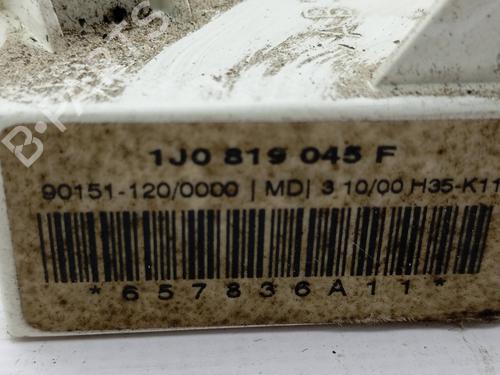 B-PARTS
1J0 819 045 F
90151-120/0000 | MD| 3 10/00 H35-K11
*657836A11*